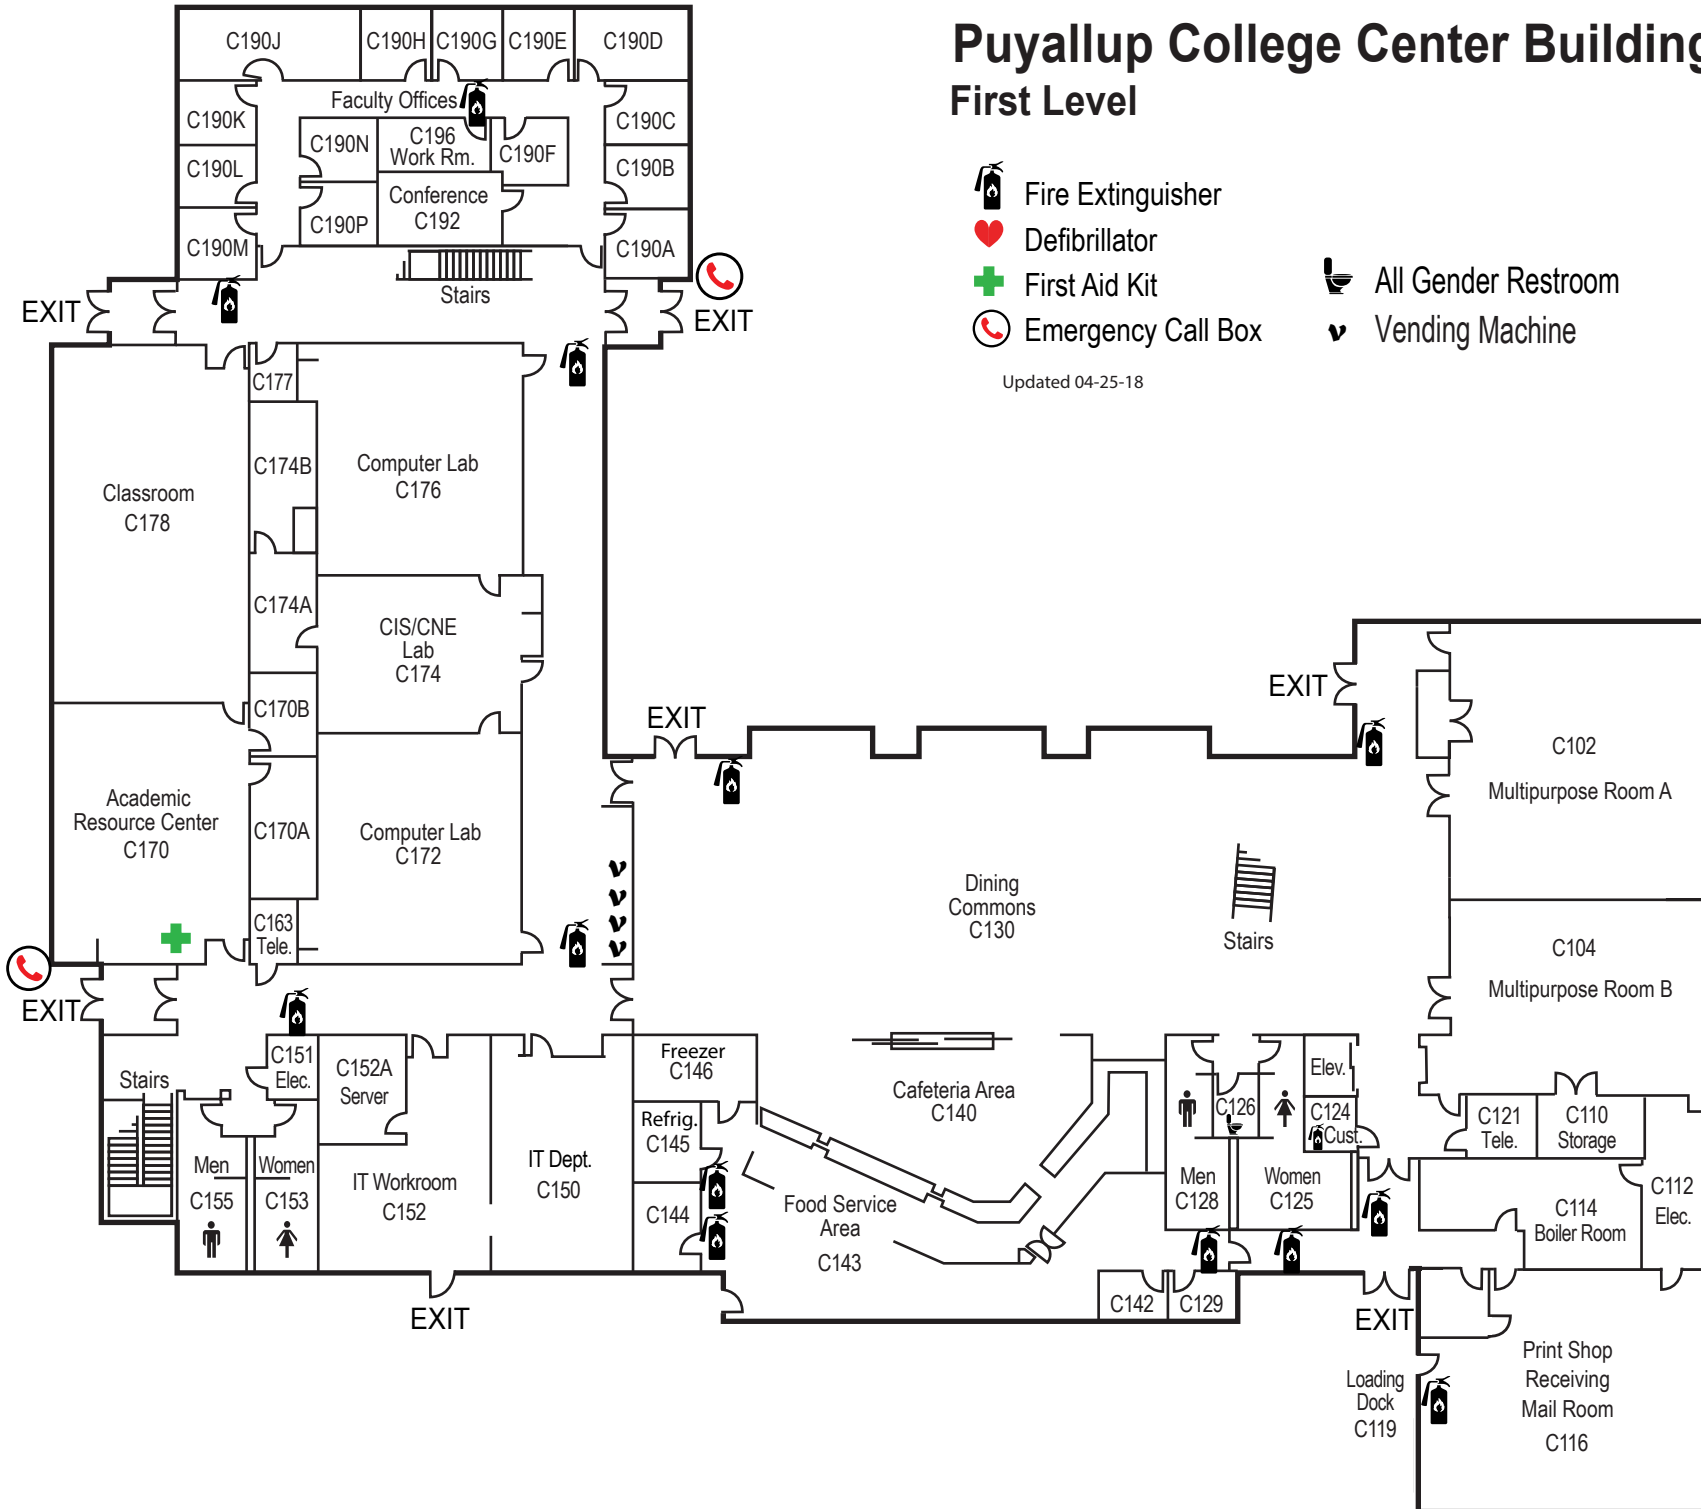 Puyallup College Center Building
First Level
Fire Extinguisher
Defibrillator
First Aid Kit
Emergency Call Box
All Gender Restroom
Vending Machine
Updated 04-25-18
C190J
C190H
C190G
C190E
C190D
Faculty Offices
C190K
C190L
C190M
C190N
C190P
C196
Work Rm.
Conference
C192
C190F
C190C
C190B
C190A
Stairs
EXIT
EXIT
C177
C174B
Computer Lab
C176
Classroom
C178
C174A
CIS/CNE
Lab
C174
C170B
Academic
Resource Center
C170
C170A
Computer Lab
C172
C163
Tele.
EXIT
EXIT
EXIT
C102
Multipurpose Room A
Dining
Commons
C130
Stairs
C104
Multipurpose Room B
Stairs
C151
Elec.
C152A
Server
Men
C155
Women
C153
IT Workroom
C152
IT Dept.
C150
Freezer
C146
Refrig.
C145
C144
Cafeteria Area
C140
Food Service
Area
C143
C126
Elev.
C124
Cust.
Men
C128
Women
C125
C121
Tele.
C110
Storage
C112
Elec.
C114
Boiler Room
C142
C129
EXIT
EXIT
Loading
Dock
C119
Print Shop
Receiving
Mail Room
C116